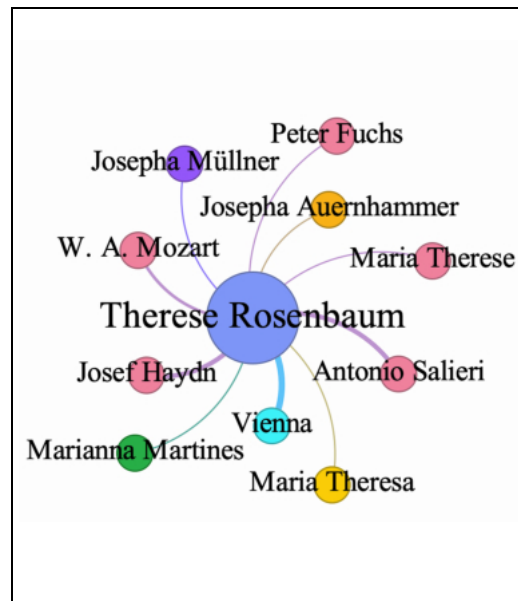 Peter Fuchs
Josepha Müllner
Josepha Auernhammer
W. A. Mozart
Maria Therese
Therese Rosenbaum
Josef Haydn
Antonio Salieri
Vienna
Marianna Martines
Maria Theresa